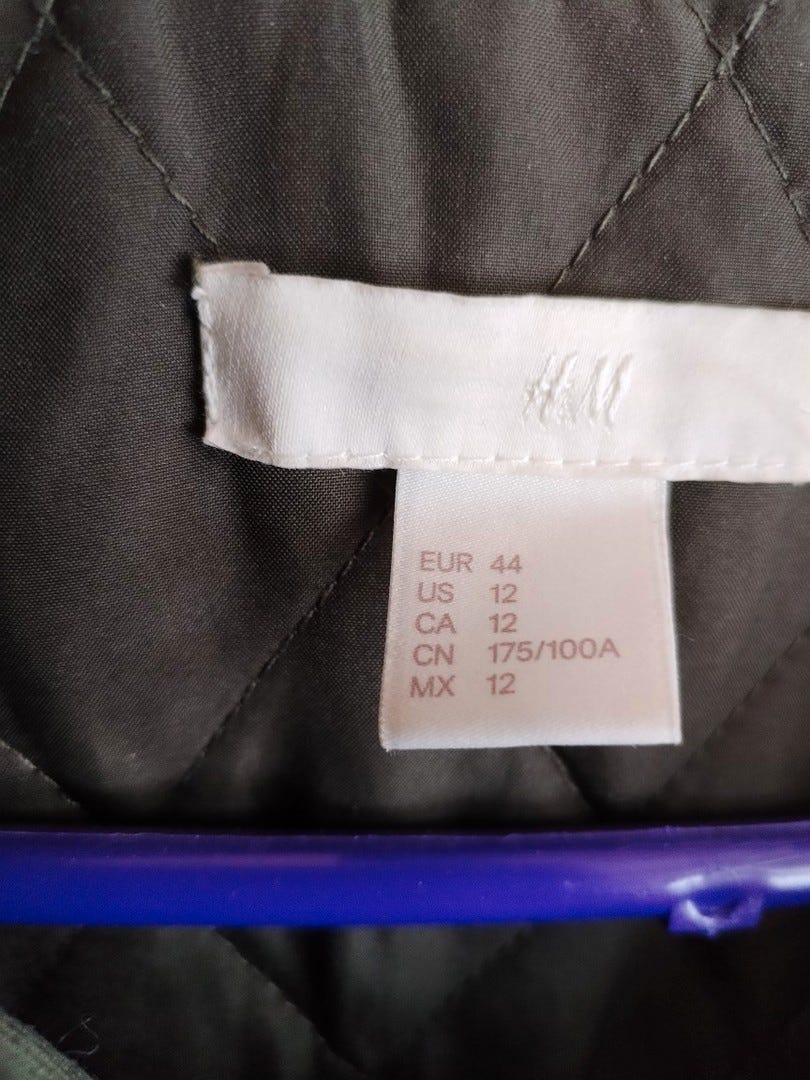 H&M
EUR 44
US 12
CA 12
CN 175/100A
MX 12